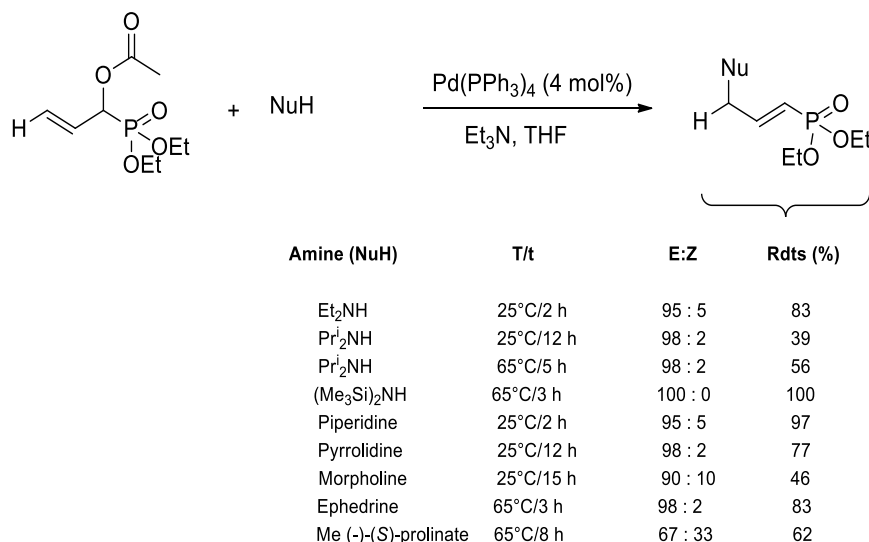 O
O
H
P
O
OEt
OEt
+
NuH
Pd(PPh₃)₄ (4 mol%)
Et₃N, THF
Nu
H
P
O
EtO
OEt
Amine (NuH) T/t E:Z Rdts (%)
Et₂NH 25°C/2 h 95 : 5 83
Prⁱ₂NH 25°C/12 h 98 : 2 39
Prⁱ₂NH 65°C/5 h 98 : 2 56
(Me₃Si)₂NH 65°C/3 h 100 : 0 100
Piperidine 25°C/2 h 95 : 5 97
Pyrrolidine 25°C/12 h 98 : 2 77
Morpholine 25°C/15 h 90 : 10 46
Ephedrine 65°C/3 h 98 : 2 83
Me (-)-(S)-prolinate 65°C/8 h 67 : 33 62